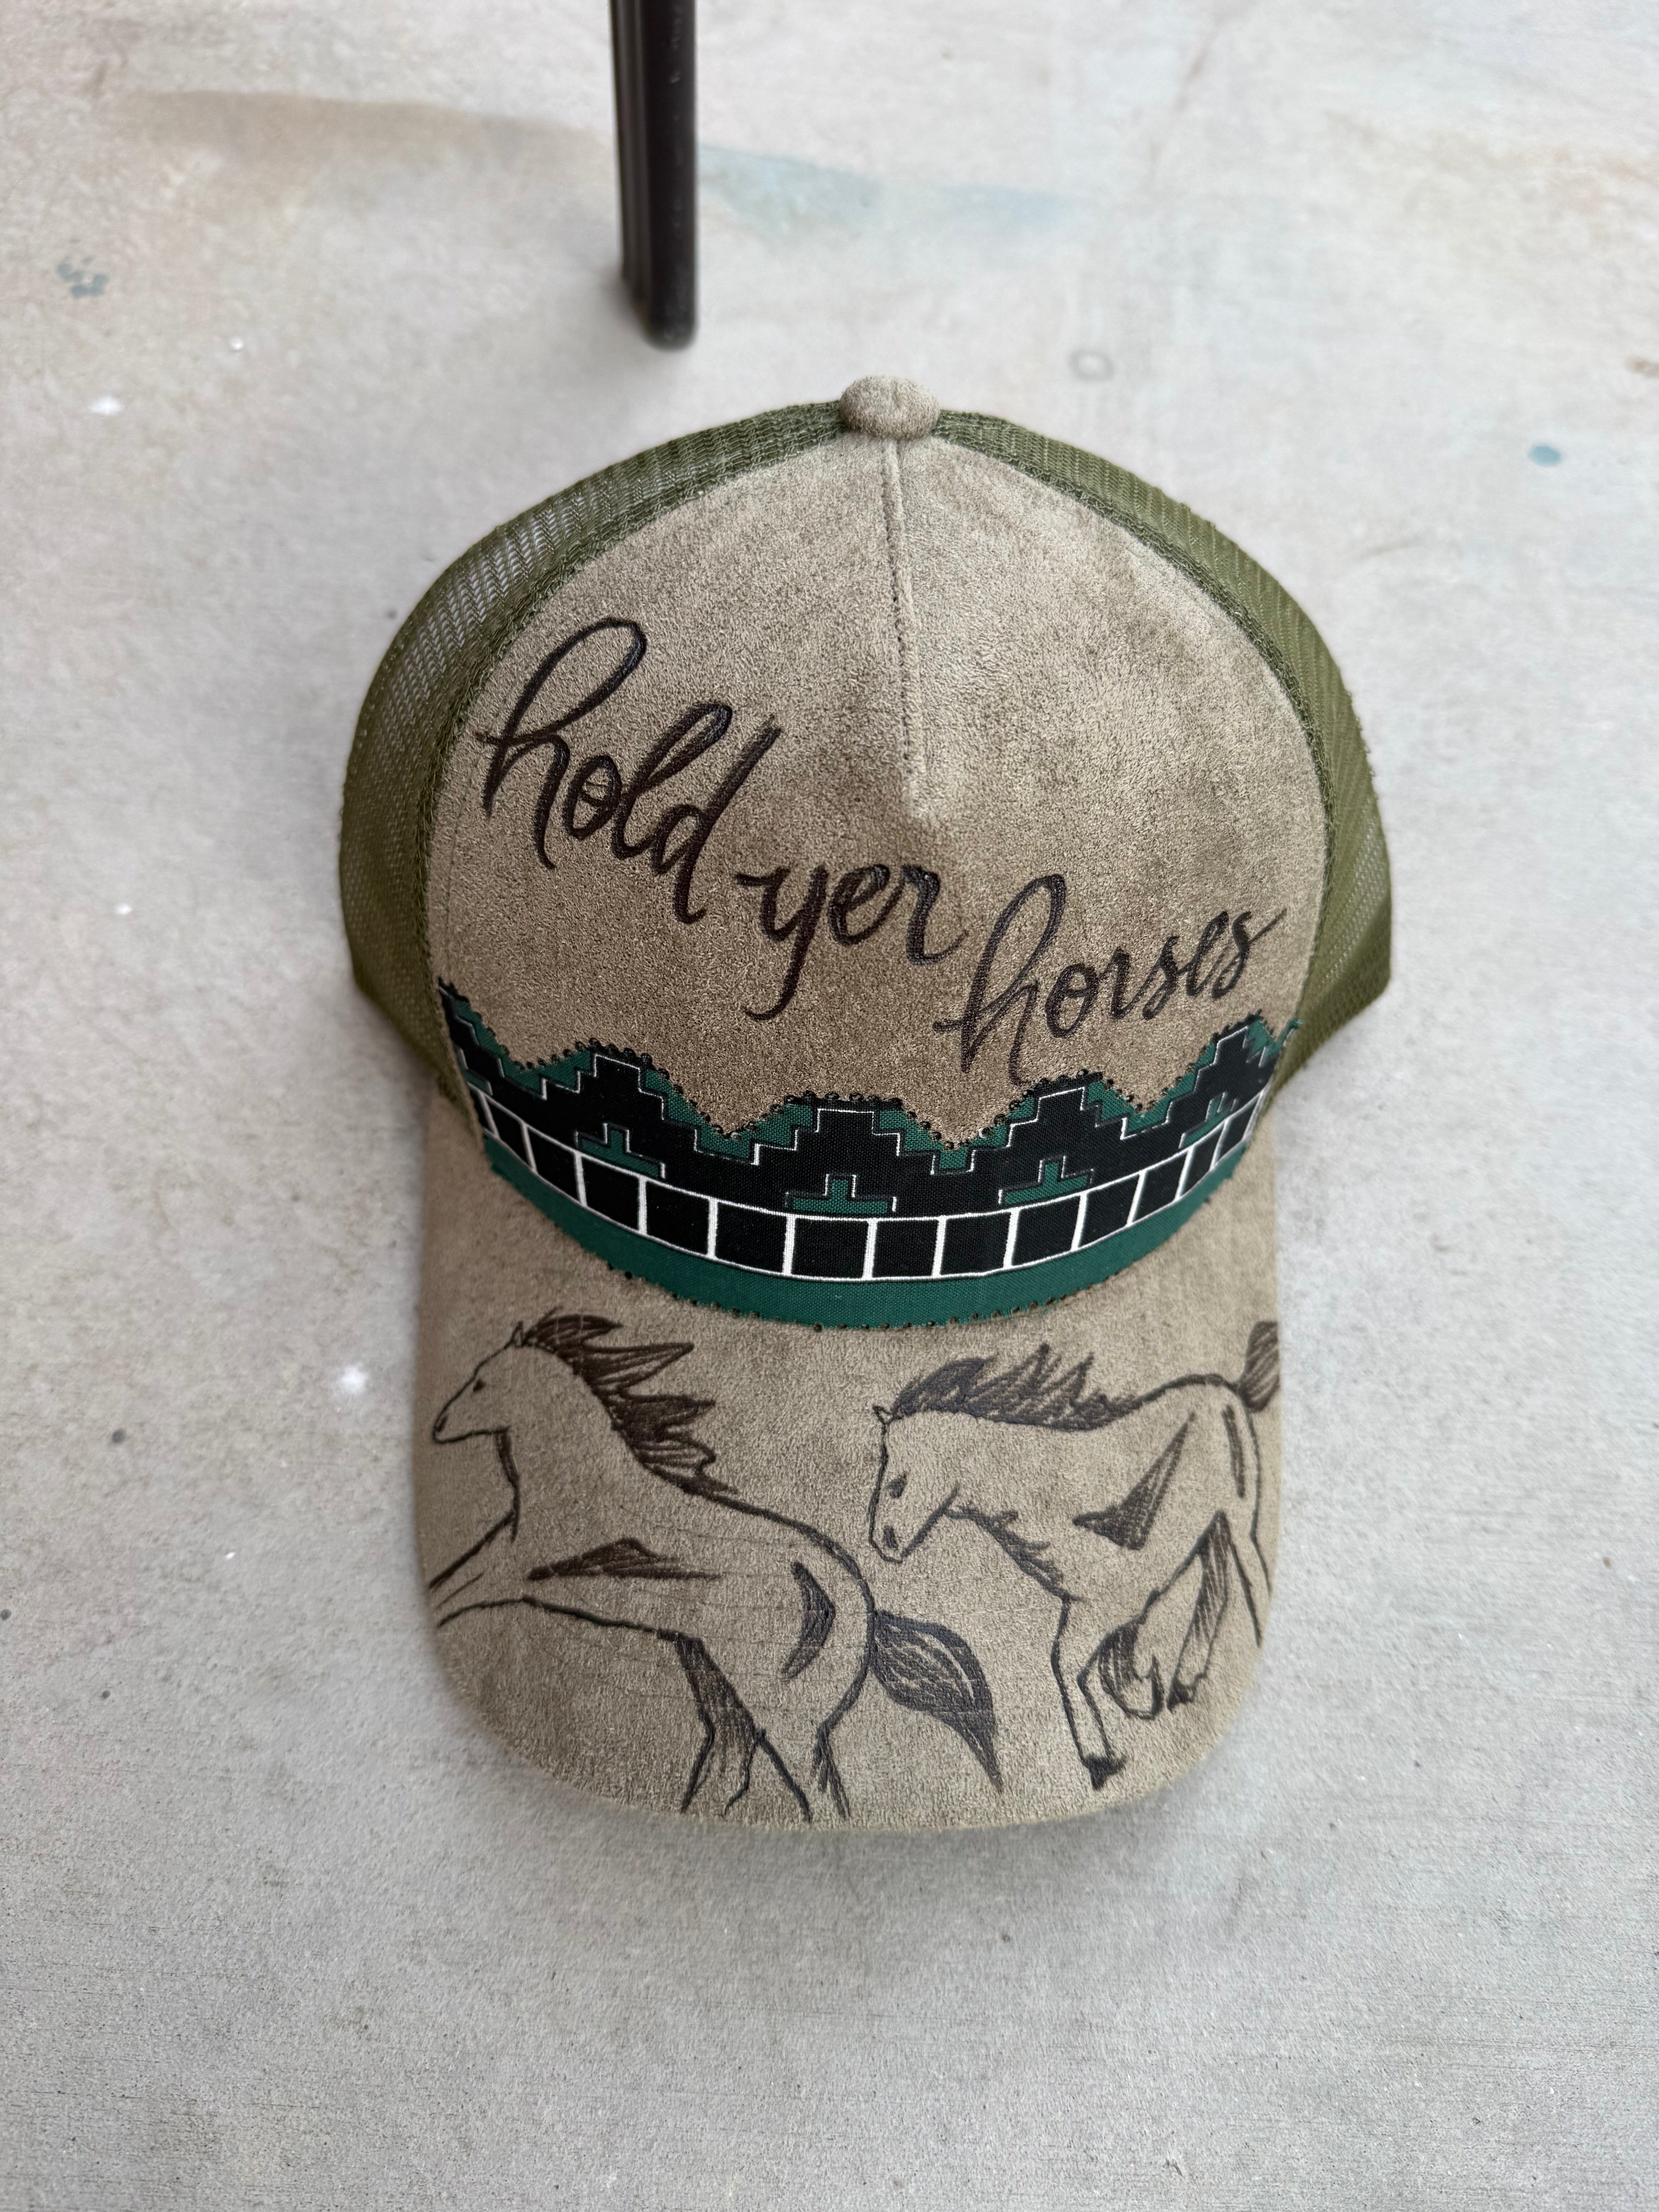 hold yer horses